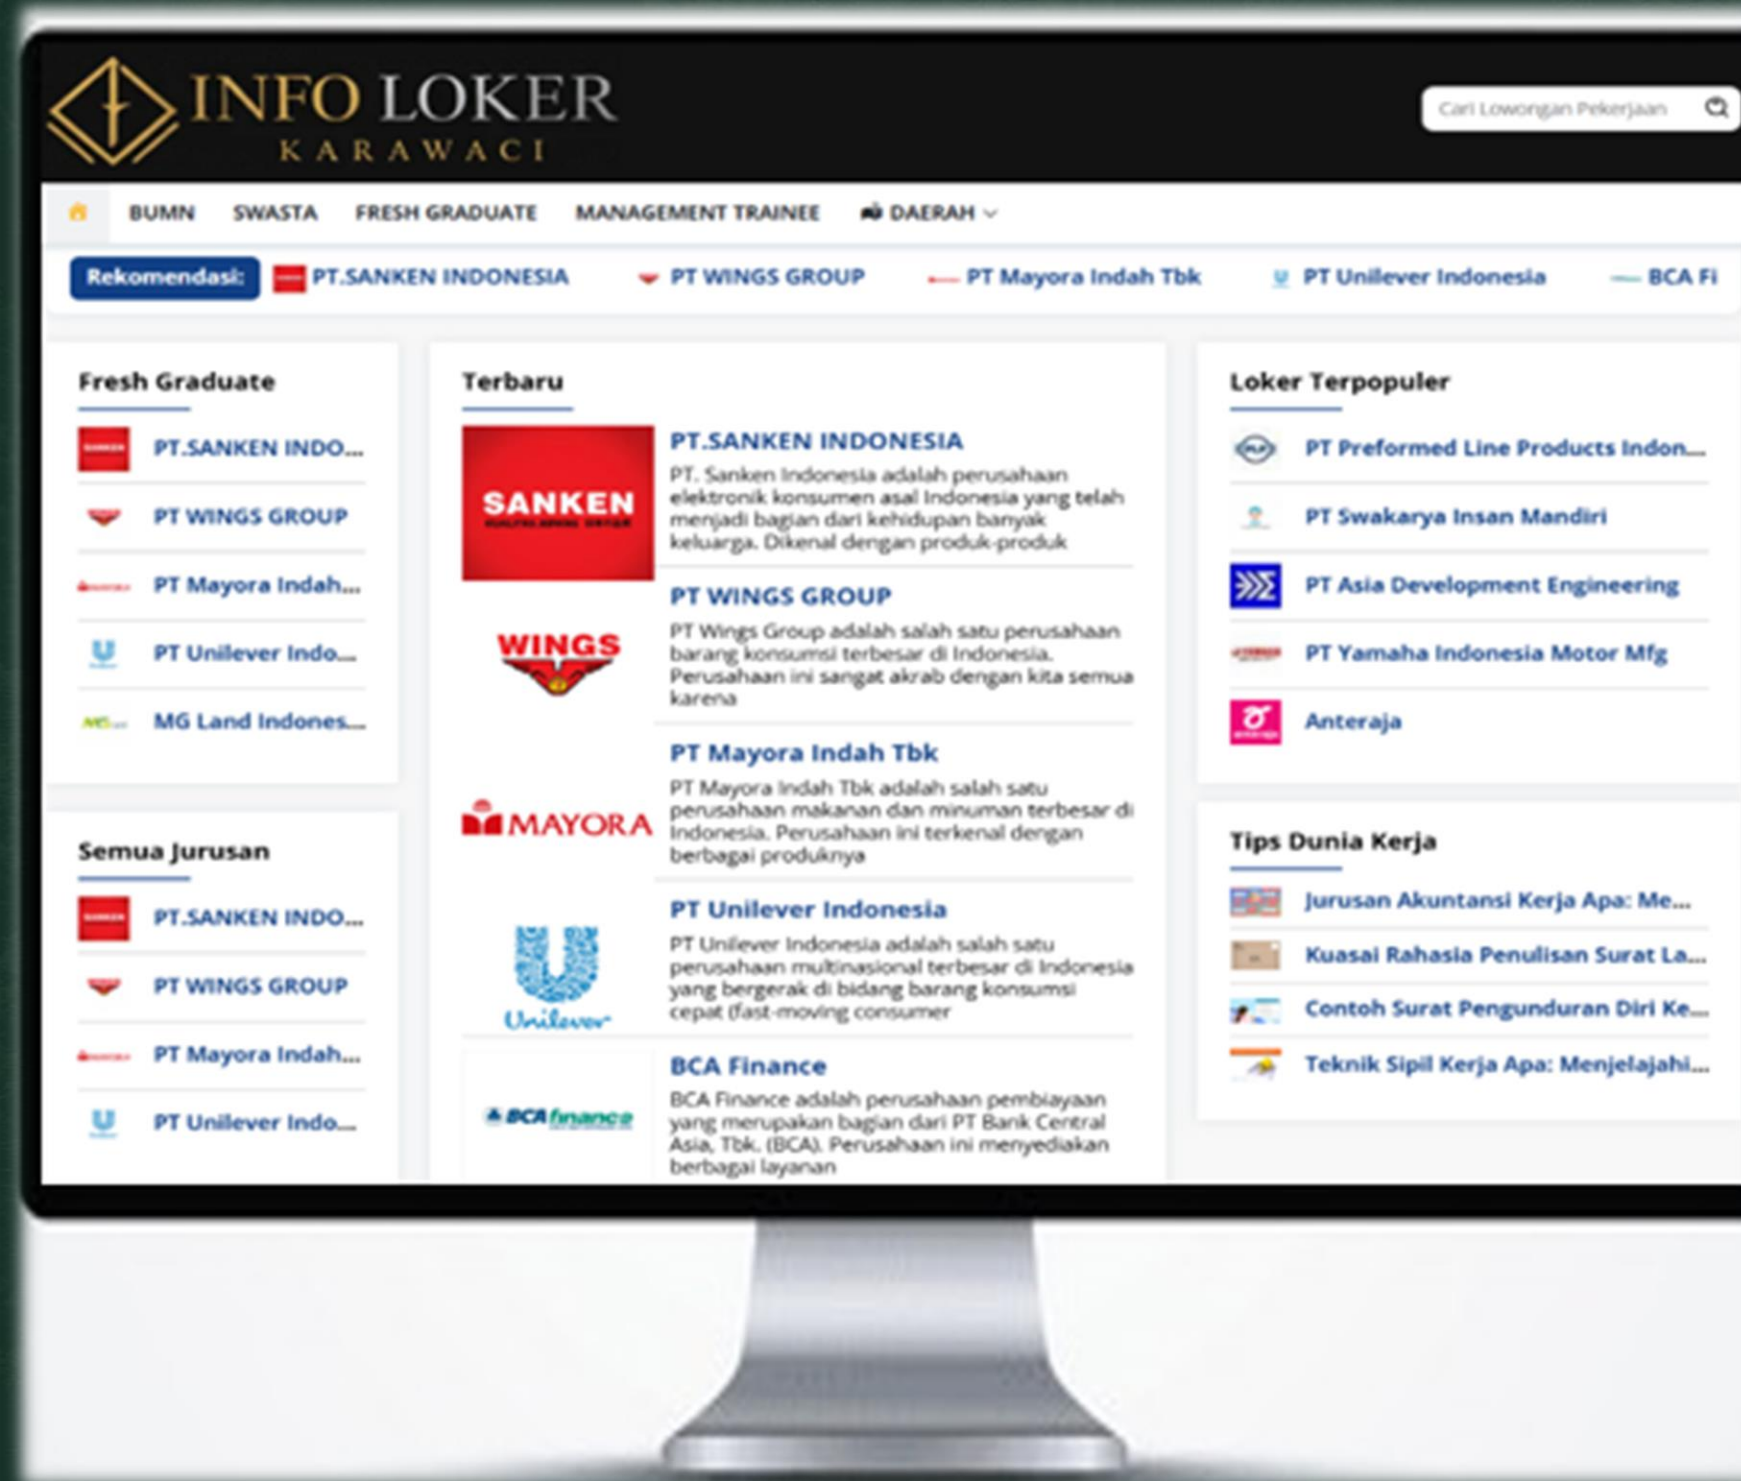 INFO LOKER
KARAWACI
Cari Lowongan Pekerjaan
BUMN SWASTA FRESH GRADUATE MANAGEMENT TRAINEE DAERAH
Rekomendasi: PT.SANKEN INDONESIA PT WINGS GROUP PT Mayora Indah Tbk PT Unilever Indonesia BCA Fi
Fresh Graduate
PT.SANKEN INDO...
PT WINGS GROUP
PT Mayora Indah...
PT Unilever Indo...
MG Land Indones...
Semua Jurusan
PT.SANKEN INDO...
PT WINGS GROUP
PT Mayora Indah...
PT Unilever Indo...
Terbaru
SANKEN
PT.SANKEN INDONESIA
PT. Sanken Indonesia adalah perusahaan
elektronik konsumen asal Indonesia yang telah
menjadi bagian dari kehidupan banyak
keluarga. Dikenal dengan produk-produk
WINGS
PT WINGS GROUP
PT Wings Group adalah salah satu perusahaan
barang konsumsi terbesar di Indonesia.
Perusahaan ini sangat akrab dengan kita semua
karena
MAYORA
PT Mayora Indah Tbk
PT Mayora Indah Tbk adalah salah satu
perusahaan makanan dan minuman terbesar di
Indonesia. Perusahaan ini terkenal dengan
berbagai produknya
Unilever
PT Unilever Indonesia
PT Unilever Indonesia adalah salah satu
perusahaan multinasional terbesar di Indonesia
yang bergerak di bidang barang konsumsi
cepat (fast-moving consumer
BCA finance
BCA Finance
BCA Finance adalah perusahaan pembiayaan
yang merupakan bagian dari PT Bank Central
Asia, Tbk. (BCA). Perusahaan ini menyediakan
berbagai layanan
Loker Terpopuler
PT Preformed Line Products Indon...
PT Swakarya Insan Mandiri
PT Asia Development Engineering
PT Yamaha Indonesia Motor Mfg
Anteraja
Tips Dunia Kerja
Jurusan Akuntansi Kerja Apa: Me...
Kuasai Rahasia Penulisan Surat La...
Contoh Surat Pengunduran Diri Ke...
Teknik Sipil Kerja Apa: Menjelajahi...